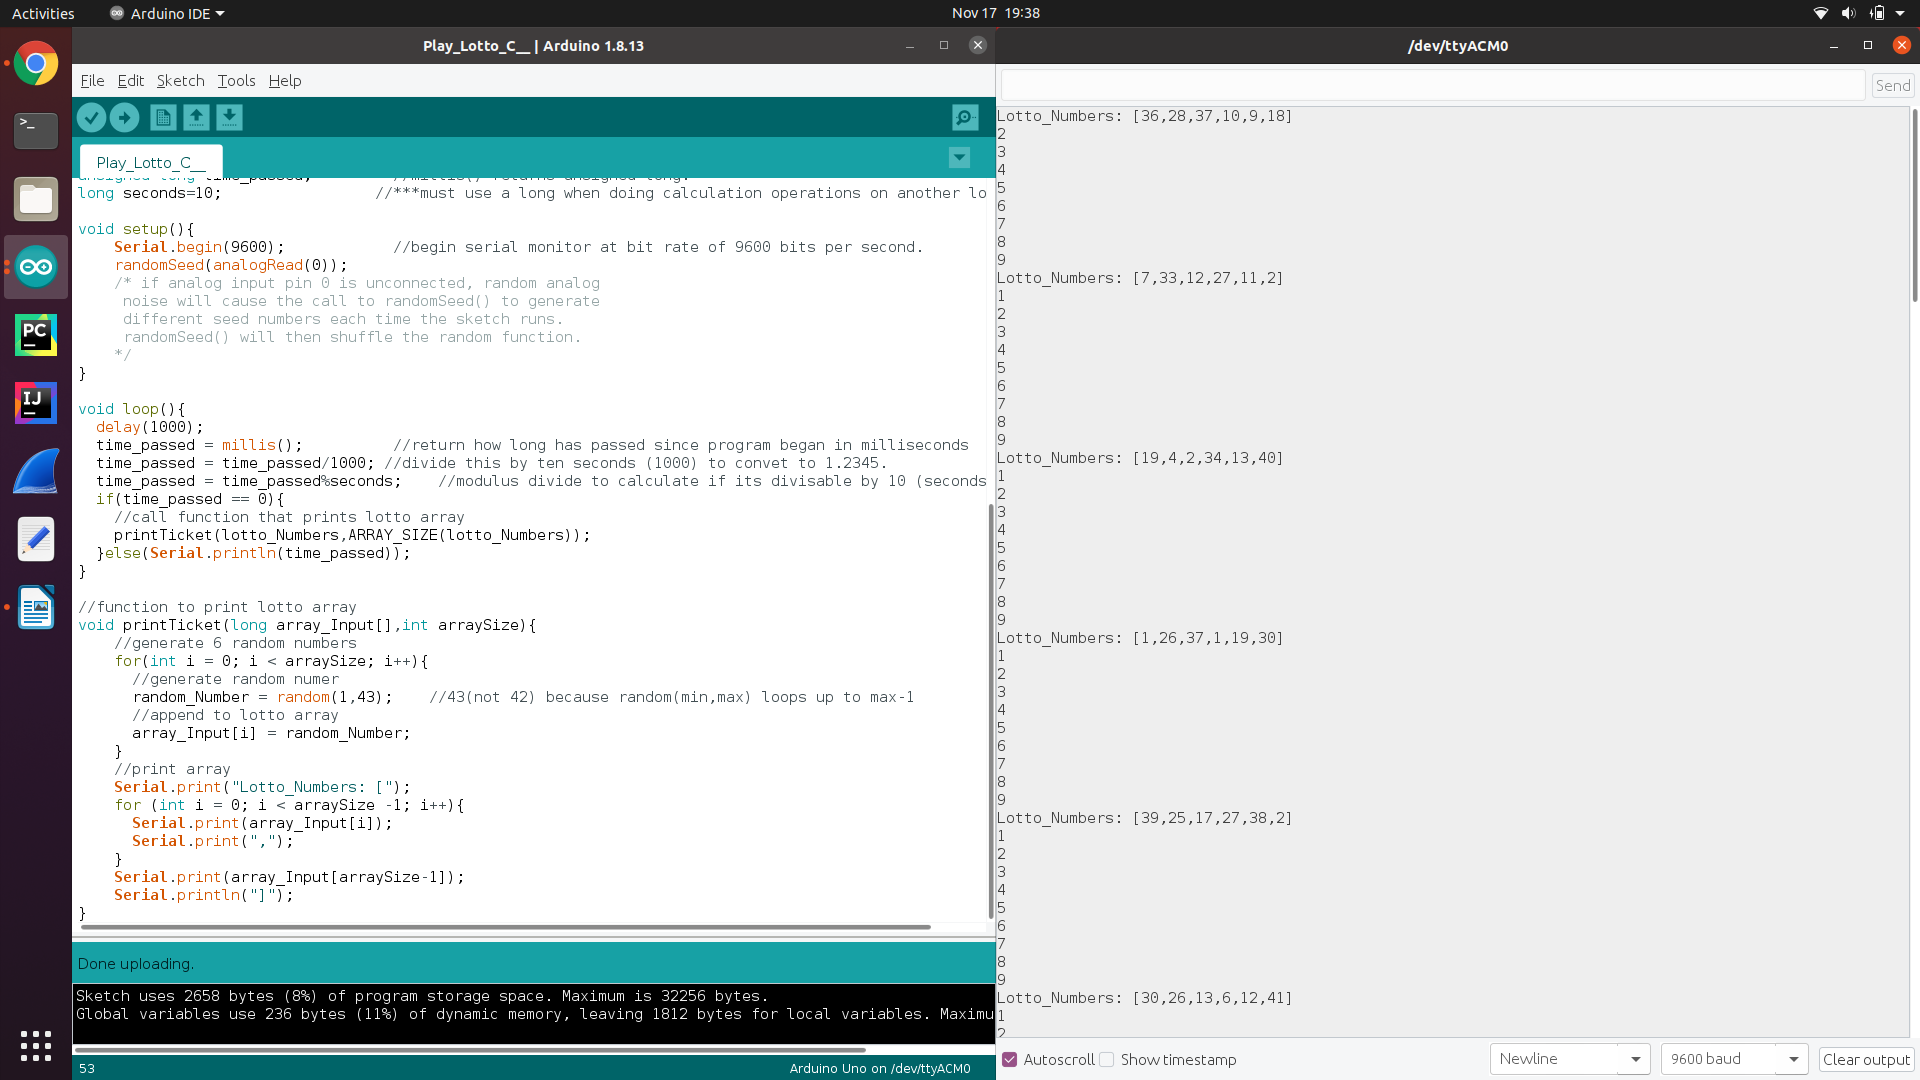 Activities
Arduino IDE
Nov 17 19:38
Play_Lotto_C__ | Arduino 1.8.13
File Edit Sketch Tools Help
Play_Lotto_C__
unsigned long time_passed; //millis() returns unsigned long.
long seconds=10; //***must use a long when doing calculation operations on another lo
void setup(){
Serial.begin(9600); //begin serial monitor at bit rate of 9600 bits per second.
randomSeed(analogRead(0));
/* if analog input pin 0 is unconnected, random analog
noise will cause the call to randomSeed() to generate
different seed numbers each time the sketch runs.
randomSeed() will then shuffle the random function.
*/
}
void loop(){
delay(1000);
time_passed = millis(); //return how long has passed since program began in milliseconds
time_passed = time_passed/1000; //divide this by ten seconds (1000) to convet to 1.2345.
time_passed = time_passed%seconds; //modulus divide to calculate if its divisable by 10 (seconds
if(time_passed == 0){
//call function that prints lotto array
printTicket(lotto_Numbers,ARRAY_SIZE(lotto_Numbers));
}else(Serial.println(time_passed));
}
//function to print lotto array
void printTicket(long array_Input[],int arraySize){
//generate 6 random numbers
for(int i = 0; i < arraySize; i++){
//generate random numer
random_Number = random(1,43); //43(not 42) because random(min,max) loops up to max-1
//append to lotto array
array_Input[i] = random_Number;
}
//print array
Serial.print("Lotto_Numbers: [");
for (int i = 0; i < arraySize -1; i++){
Serial.print(array_Input[i]);
Serial.print(",");
}
Serial.print(array_Input[arraySize-1]);
Serial.println("]");
}
Done uploading.
Sketch uses 2658 bytes (8%) of program storage space. Maximum is 32256 bytes.
Global variables use 236 bytes (11%) of dynamic memory, leaving 1812 bytes for local variables. Maximu
53
Arduino Uno on /dev/ttyACM0
>_
PC
IJ
/dev/ttyACM0
Send
Lotto_Numbers: [36,28,37,10,9,18]
2
3
4
5
6
7
8
9
Lotto_Numbers: [7,33,12,27,11,2]
1
2
3
4
5
6
7
8
9
Lotto_Numbers: [19,4,2,34,13,40]
1
2
3
4
5
6
7
8
9
Lotto_Numbers: [1,26,37,1,19,30]
1
2
3
4
5
6
7
8
9
Lotto_Numbers: [39,25,17,27,38,2]
1
2
3
4
5
6
7
8
9
Lotto_Numbers: [30,26,13,6,12,41]
1
2
Autoscroll
Show timestamp
Newline
9600 baud
Clear output